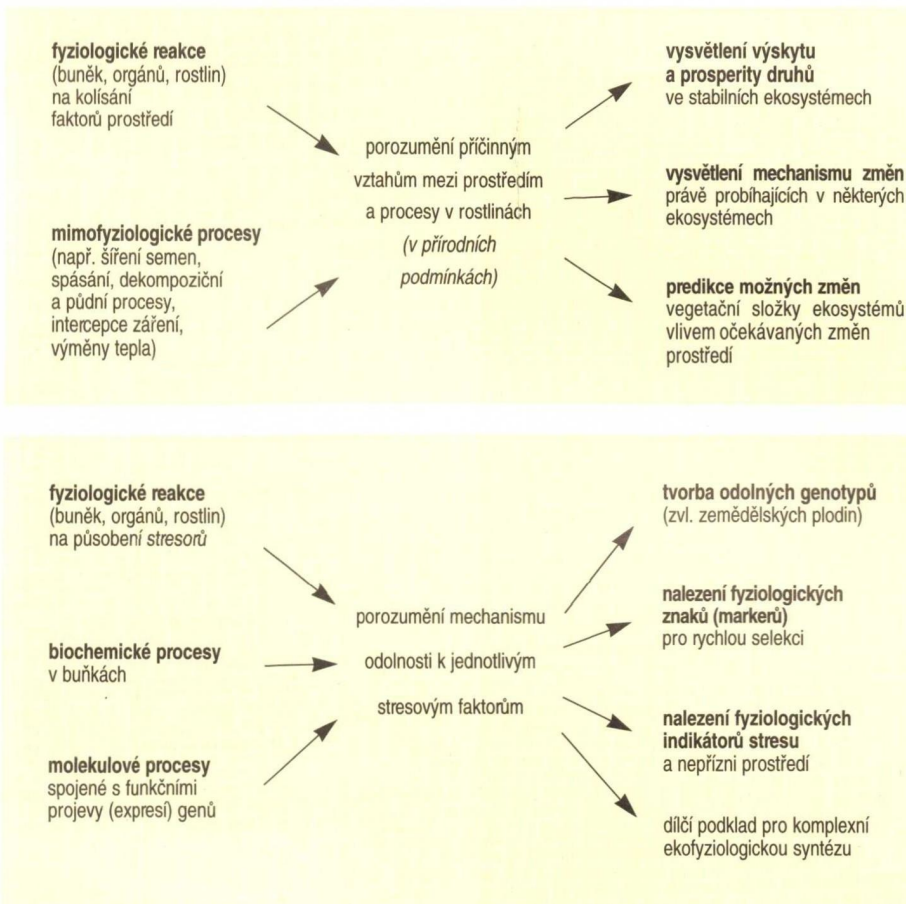 fyziologické reakce
(buněk, orgánů, rostlin)
na kolísání
faktorů prostředí
mimofyziologické procesy
(např. šíření semen,
spásání, dekompoziční
a půdní procesy,
intercepce záření,
výměny tepla)
porozumění příčinným
vztahům mezi prostředím
a procesy v rostlinách
(v přírodních
podmínkách)
vysvětlení výskytu
a prosperity druhů
ve stabilních ekosystémech
vysvětlení mechanismu změn
právě probíhajících v některých
ekosystémech
predikce možných změn
vegetační složky ekosystémů
vlivem očekávaných změn
prostředí
fyziologické reakce
(buněk, orgánů, rostlin)
na působení stresorů
biochemické procesy
v buňkách
molekulové procesy
spojené s funkčními
projevy (expresí) genů
porozumění mechanismu
odolnosti k jednotlivým
stresovým faktorům
tvorba odolných genotypů
(zvl. zemědělských plodin)
nalezení fyziologických
znaků (markerů)
pro rychlou selekci
nalezení fyziologických
indikátorů stresu
a nepřízni prostředí
dílčí podklad pro komplexní
ekofyziologickou syntézu